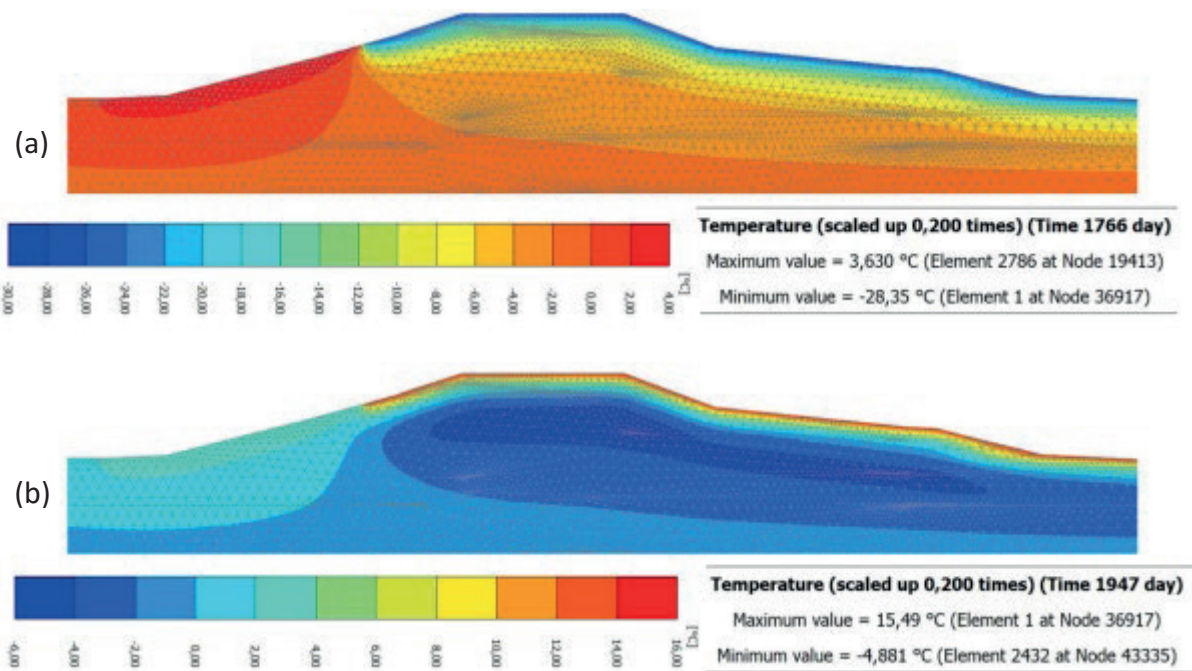 (a)
-30,00 -28,00 -26,00 -24,00 -22,00 -20,00 -18,00 -16,00 -14,00 -12,00 -10,00 -8,00 -6,00 -4,00 -2,00 0,00 2,00 4,00
[°C]
Temperature (scaled up 0,200 times) (Time 1766 day)
Maximum value = 3,630 °C (Element 2786 at Node 19413)
Minimum value = -28,35 °C (Element 1 at Node 36917)
(b)
-6,00 -4,00 -2,00 0,00 2,00 4,00 6,00 8,00 10,00 12,00 14,00 16,00
[°C]
Temperature (scaled up 0,200 times) (Time 1947 day)
Maximum value = 15,49 °C (Element 1 at Node 36917)
Minimum value = -4,881 °C (Element 2432 at Node 43335)